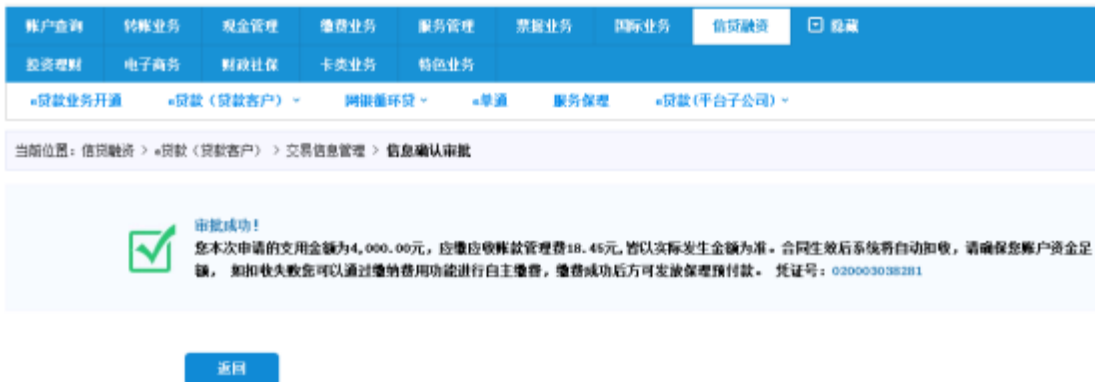 账户查询 转账业务 现金管理 缴费业务 服务管理 票据业务 国际业务 信贷融资 隐藏
投资理财 电子商务 财政社保 卡类业务 特色业务
e贷款业务开通 e贷款（贷款客户） 网银循环贷 e单通 服务保理 e贷款(平台子公司)
当前位置：信贷融资 > e贷款（贷款客户） > 交易信息管理 > 信息确认审批
审批成功！
您本次申请的支用金额为4,000.00元，应缴应收账款管理费18.45元,皆以实际发生金额为准。合同生效后系统将自动扣收，请确保您账户资金足
额， 如扣收失败您可以通过缴纳费用功能进行自主缴费，缴费成功后方可发放保理预付款。 凭证号：020003038281
返回